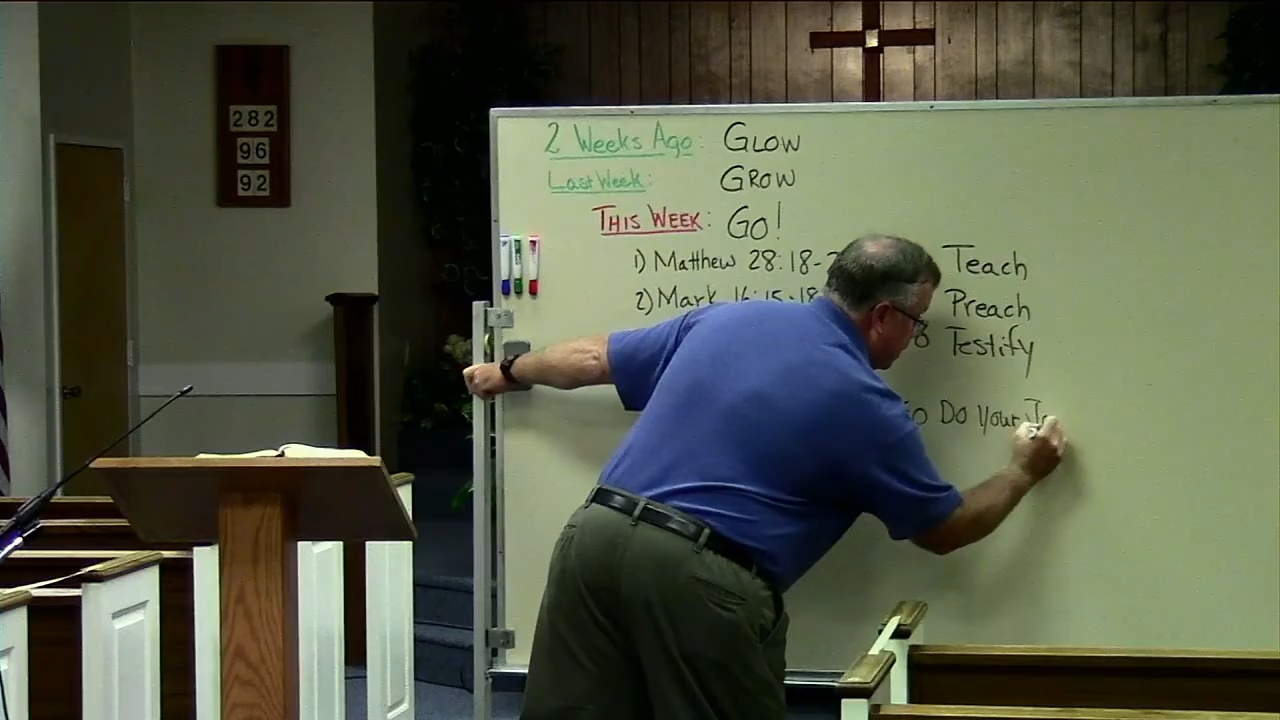 282
96
92
2 Weeks Ago: GLOW
Last Week: GROW
THIS WEEK: GO!
1) Matthew 28:18- Teach
2) Mark 16:15-18 Preach
8 Testify
Do Your